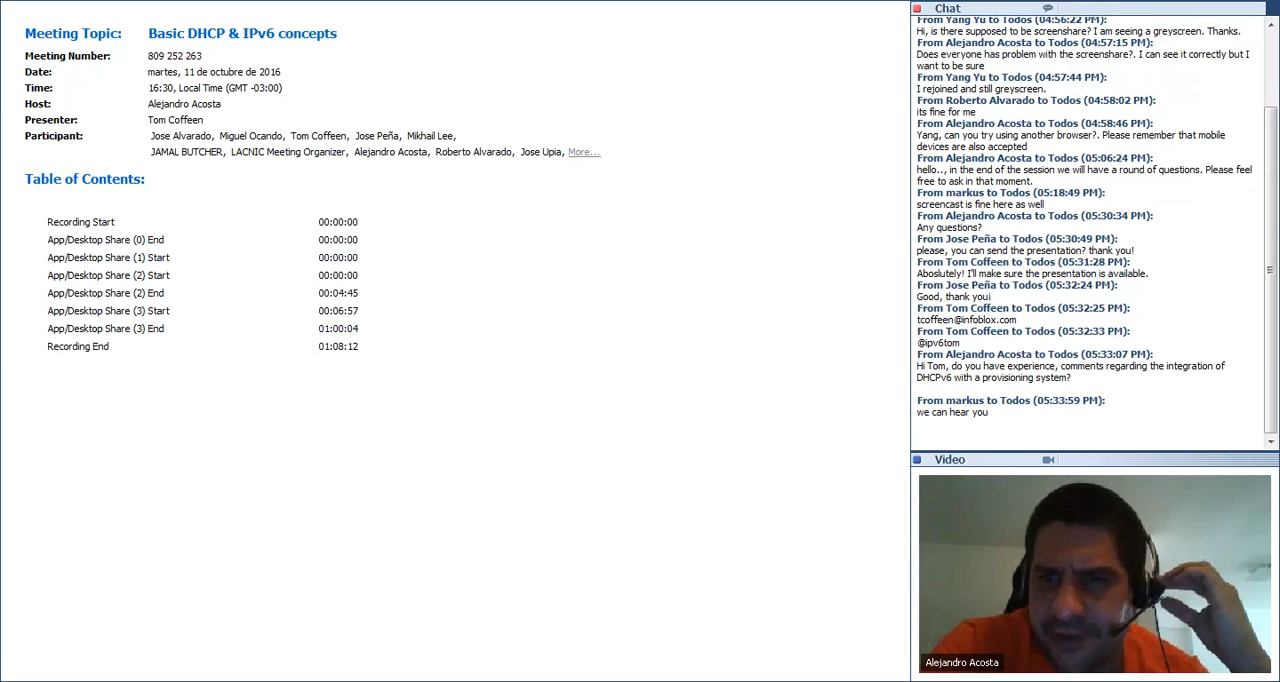 Meeting Topic: Basic DHCP & IPv6 concepts
Meeting Number: 809 252 263
Date: martes, 11 de octubre de 2016
Time: 16:30, Local Time (GMT -03:00)
Host: Alejandro Acosta
Presenter: Tom Coffeen
Participant: Jose Alvarado, Miguel Ocando, Tom Coffeen, Jose Peña, Mikhail Lee,
JAMAL BUTCHER, LACNIC Meeting Organizer, Alejandro Acosta, Roberto Alvarado, Jose Upia, More...
Table of Contents:
Recording Start 00:00:00
App/Desktop Share (0) End 00:00:00
App/Desktop Share (1) Start 00:00:00
App/Desktop Share (2) Start 00:00:00
App/Desktop Share (2) End 00:04:45
App/Desktop Share (3) Start 00:06:57
App/Desktop Share (3) End 01:00:04
Recording End 01:08:12
Chat
From Yang Yu to Todos (04:56:22 PM):
Hi, is there supposed to be screenshare? I am seeing a greyscreen. Thanks.
From Alejandro Acosta to Todos (04:57:15 PM):
Does everyone has problem with the screenshare?. I can see it correctly but I
want to be sure
From Yang Yu to Todos (04:57:44 PM):
I rejoined and still greyscreen.
From Roberto Alvarado to Todos (04:58:02 PM):
its fine for me
From Alejandro Acosta to Todos (04:58:46 PM):
Yang, can you try using another browser?. Please remember that mobile
devices are also accepted
From Alejandro Acosta to Todos (05:06:24 PM):
hello.., in the end of the session we will have a round of questions. Please feel
free to ask in that moment.
From markus to Todos (05:18:49 PM):
screencast is fine here as well
From Alejandro Acosta to Todos (05:30:34 PM):
Any questions?
From Jose Peña to Todos (05:30:49 PM):
please, you can send the presentation? thank you!
From Tom Coffeen to Todos (05:31:28 PM):
Aboslutely! I'll make sure the presentation is available.
From Jose Peña to Todos (05:32:24 PM):
Good, thank you¡
From Tom Coffeen to Todos (05:32:25 PM):
tcoffeen@infoblox.com
From Tom Coffeen to Todos (05:32:33 PM):
@ipv6tom
From Alejandro Acosta to Todos (05:33:07 PM):
Hi Tom, do you have experience, comments regarding the integration of
DHCPv6 with a provisioning system?
From markus to Todos (05:33:59 PM):
we can hear you
Video
Alejandro Acosta